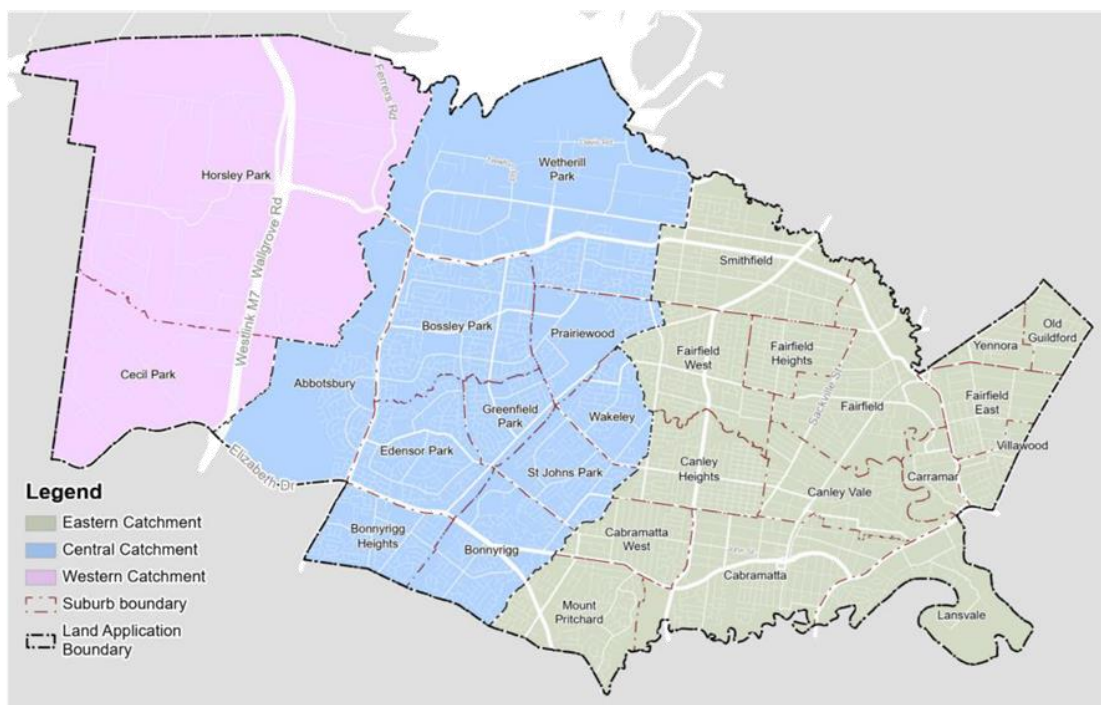 Ferrers Rd
Horsley Park
Westlink M7
Wallgrove Rd
Cecil Park
Elizabeth Dr
Davis Rd
Wetherill
Park
Bossley Park
Prairiewood
Abbotsbury
Greenfield
Park
Wakeley
Edensor Park
St Johns Park
Bonnyrigg
Heights
Bonnyrigg
Smithfield
Fairfield
West
Fairfield
Heights
Sackville St
Fairfield
Yennora
Old
Guildford
Fairfield
East
Villawood
Carramar
Canley
Heights
Canley Vale
Cabramatta
West
Cabramatta
Mount
Pritchard
Lansvale
Legend
Eastern Catchment
Central Catchment
Western Catchment
Suburb boundary
Land Application
Boundary